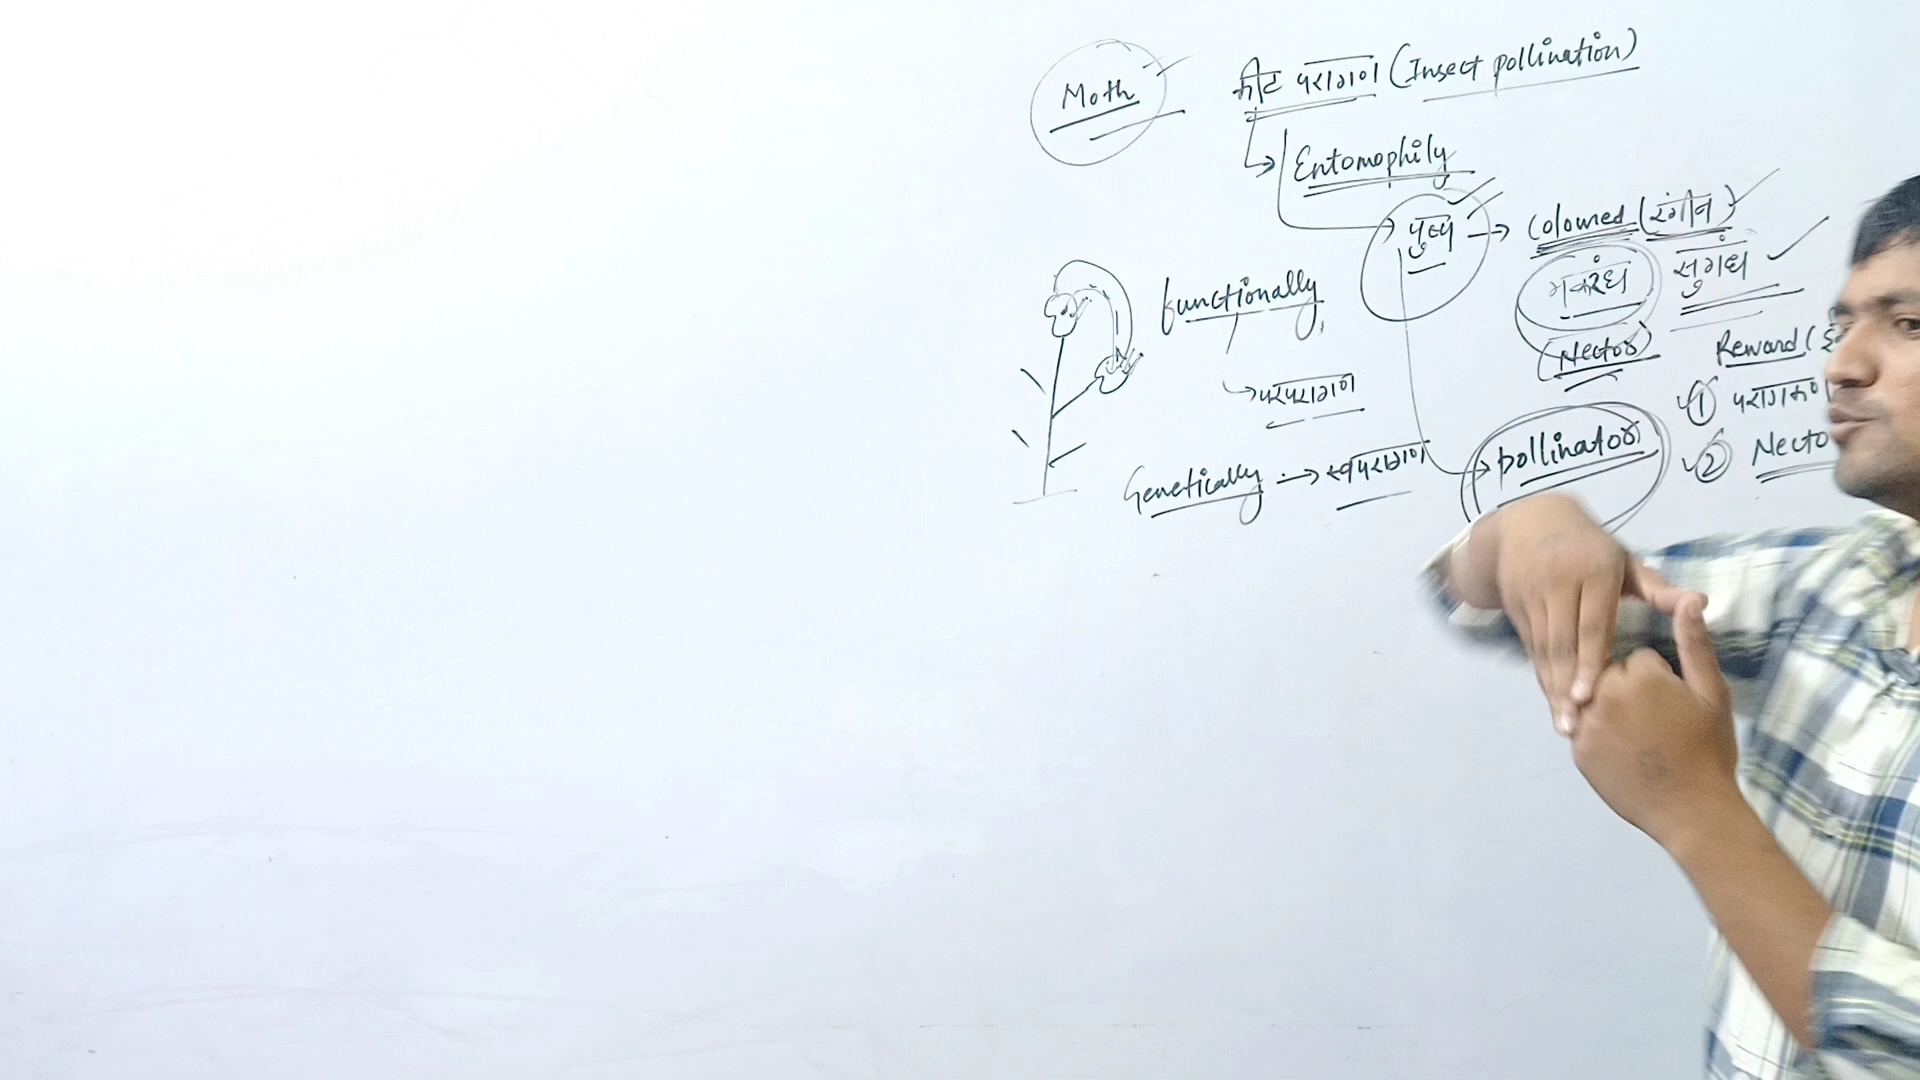 Moth
कीट परागण (Insect pollination)
Entomophily
पुष्प → coloured (रंगीन)
मकरंध सुगंध
(Nector)
Reward (
① परागकण
② Necto
pollinator
functionally
→ परपरागण
Genetically → स्वपरागण